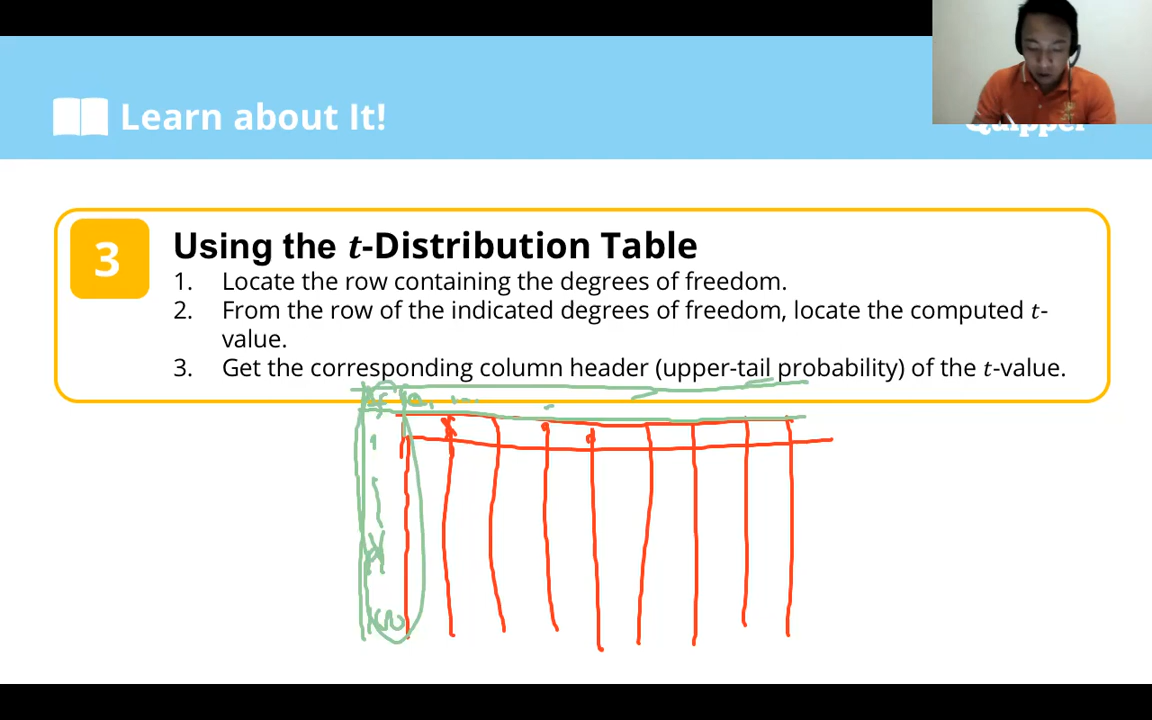 Learn about It!
Quipper
3
Using the t-Distribution Table
1. Locate the row containing the degrees of freedom.
2. From the row of the indicated degrees of freedom, locate the computed t-
value.
3. Get the corresponding column header (upper-tail probability) of the t-value.